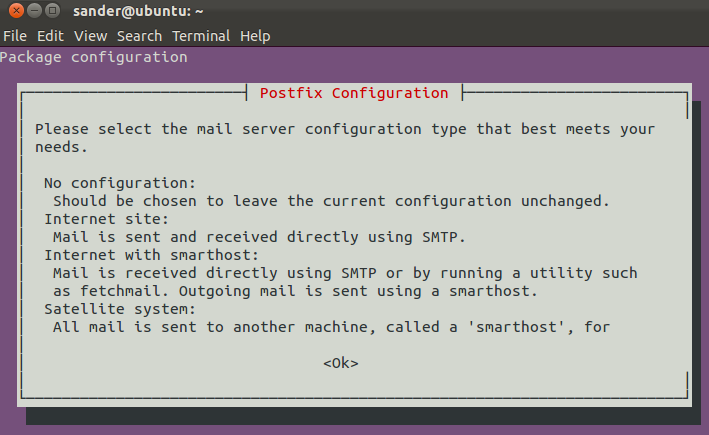 sander@ubuntu: ~
File Edit View Search Terminal Help
Package configuration
Postfix Configuration
Please select the mail server configuration type that best meets your
needs.
No configuration:
Should be chosen to leave the current configuration unchanged.
Internet site:
Mail is sent and received directly using SMTP.
Internet with smarthost:
Mail is received directly using SMTP or by running a utility such
as fetchmail. Outgoing mail is sent using a smarthost.
Satellite system:
All mail is sent to another machine, called a 'smarthost', for
<Ok>